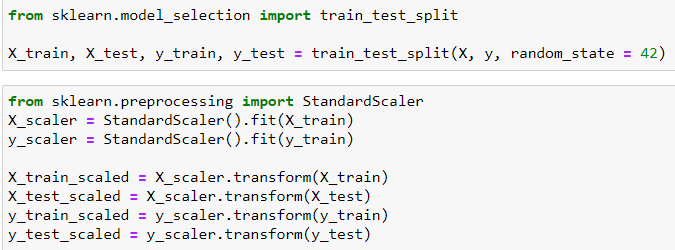 from sklearn.model_selection import train_test_split
X_train, X_test, y_train, y_test = train_test_split(X, y, random_state = 42)
from sklearn.preprocessing import StandardScaler
X_scaler = StandardScaler().fit(X_train)
y_scaler = StandardScaler().fit(y_train)
X_train_scaled = X_scaler.transform(X_train)
X_test_scaled = X_scaler.transform(X_test)
y_train_scaled = y_scaler.transform(y_train)
y_test_scaled = y_scaler.transform(y_test)